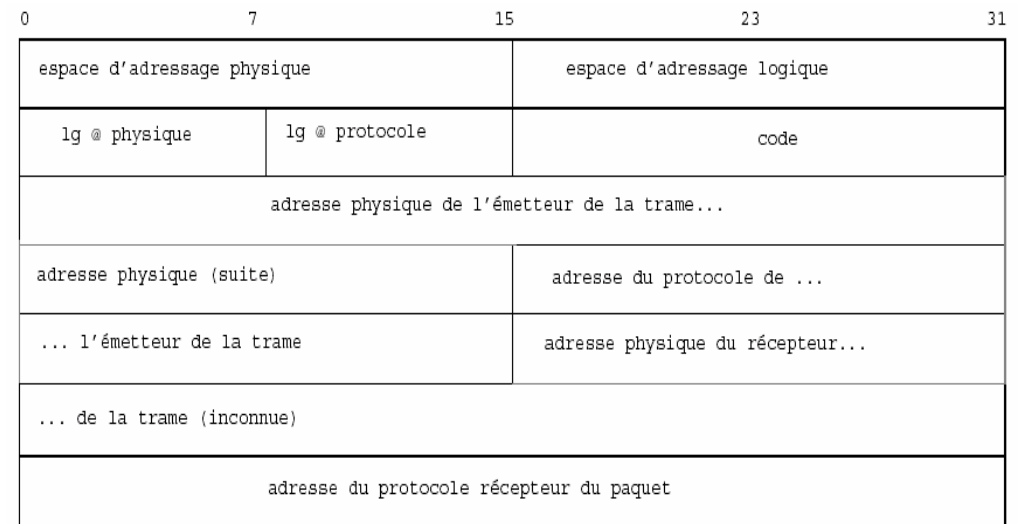 0 7 15 23 31
espace d'adressage physique espace d'adressage logique
lg @ physique lg @ protocole code
adresse physique de l'émetteur de la trame...
adresse physique (suite) adresse du protocole de ...
... l'émetteur de la trame adresse physique du récepteur...
... de la trame (inconnue)
adresse du protocole récepteur du paquet